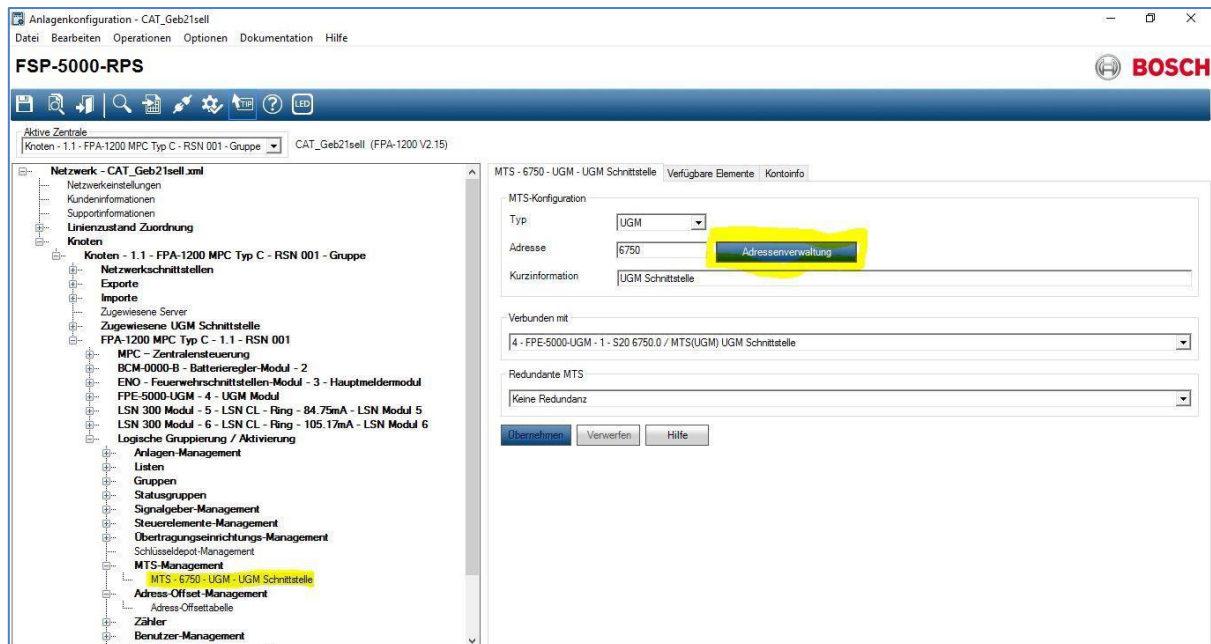 Anlagenkonfiguration - CAT_Geb21sell
Datei Bearbeiten Operationen Optionen Dokumentation Hilfe
FSP-5000-RPS
BOSCH
TIP
LED
Aktive Zentrale
Knoten - 1.1 - FPA-1200 MPC Typ C - RSN 001 - Gruppe
CAT_Geb21sell (FPA-1200 V2.15)
Netzwerk - CAT_Geb21sell.xml
Netzwerkeinstellungen
Kundeninformationen
Supportinformationen
Linienzustand Zuordnung
Knoten
Knoten - 1.1 - FPA-1200 MPC Typ C - RSN 001 - Gruppe
Netzwerkschnittstellen
Exporte
Importe
Zugewiesene Server
Zugewiesene UGM Schnittstelle
FPA-1200 MPC Typ C - 1.1 - RSN 001
MPC – Zentralensteuerung
BCM-0000-B - Batterieregler-Modul - 2
ENO - Feuerwehrschnittstellen-Modul - 3 - Hauptmeldermodul
FPE-5000-UGM - 4 - UGM Modul
LSN 300 Modul - 5 - LSN CL - Ring - 84.75mA - LSN Modul 5
LSN 300 Modul - 6 - LSN CL - Ring - 105.17mA - LSN Modul 6
Logische Gruppierung / Aktivierung
Anlagen-Management
Listen
Gruppen
Statusgruppen
Signalgeber-Management
Steuerelemente-Management
Übertragungseinrichtungs-Management
Schlüsseldepot-Management
MTS-Management
MTS - 6750 - UGM - UGM Schnittstelle
Adress-Offset-Management
Adress-Offsettabelle
Zähler
Benutzer-Management
MTS - 6750 - UGM - UGM Schnittstelle Verfügbare Elemente Kontoinfo
MTS-Konfiguration
Typ UGM
Adresse 6750 Adressenverwaltung
Kurzinformation UGM Schnittstelle
Verbunden mit
4 - FPE-5000-UGM - 1 - S20 6750.0 / MTS(UGM) UGM Schnittstelle
Redundante MTS
Keine Redundanz
Übernehmen Verwerfen Hilfe